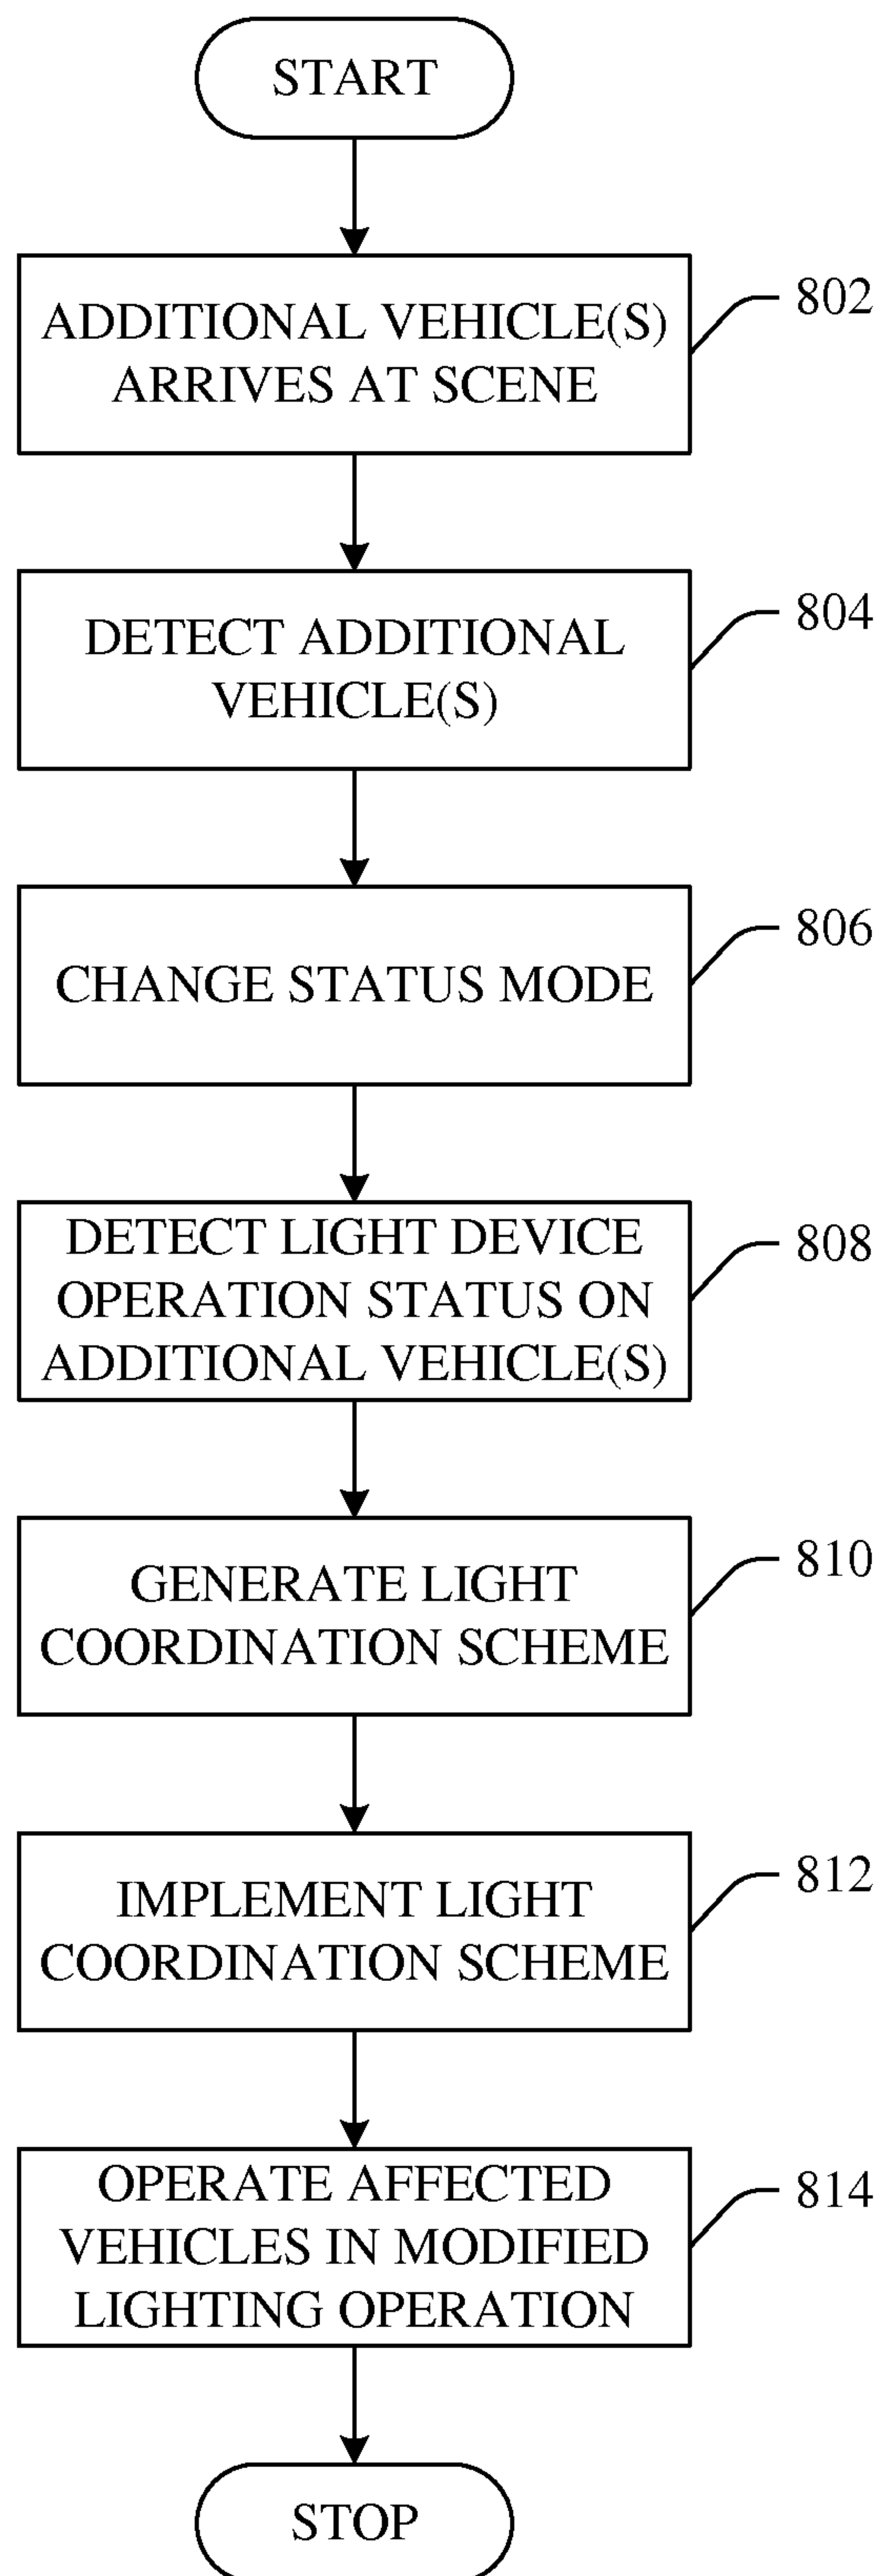 START
ADDITIONAL VEHICLE(S)
ARRIVES AT SCENE
802
DETECT ADDITIONAL
VEHICLE(S)
804
CHANGE STATUS MODE
806
DETECT LIGHT DEVICE
OPERATION STATUS ON
ADDITIONAL VEHICLE(S)
808
GENERATE LIGHT
COORDINATION SCHEME
810
IMPLEMENT LIGHT
COORDINATION SCHEME
812
OPERATE AFFECTED
VEHICLES IN MODIFIED
LIGHTING OPERATION
814
STOP